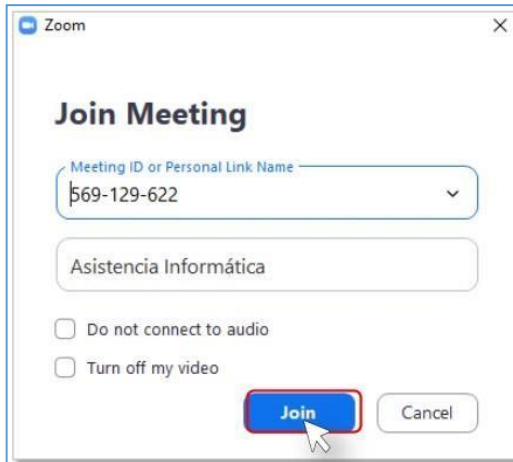 Zoom
Join Meeting
Meeting ID or Personal Link Name
569-129-622
Asistencia Informática
Do not connect to audio
Turn off my video
Join Cancel